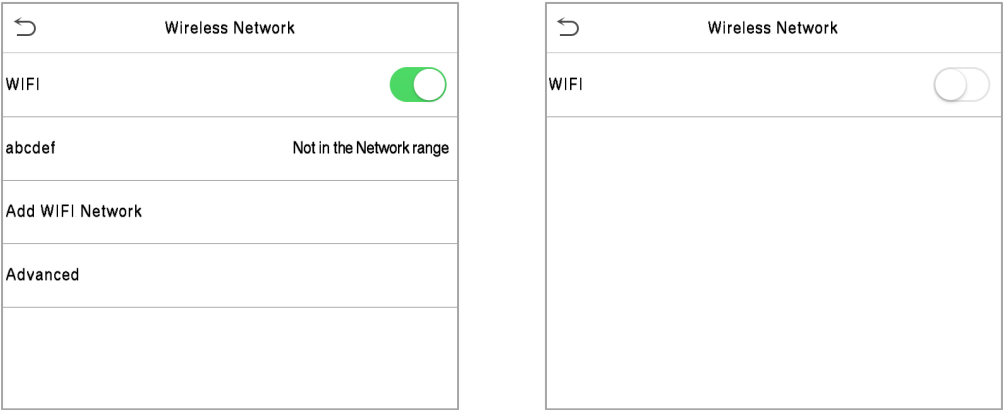 Wireless Network
WIFI
abcdef Not in the Network range
Add WIFI Network
Advanced
Wireless Network
WIFI